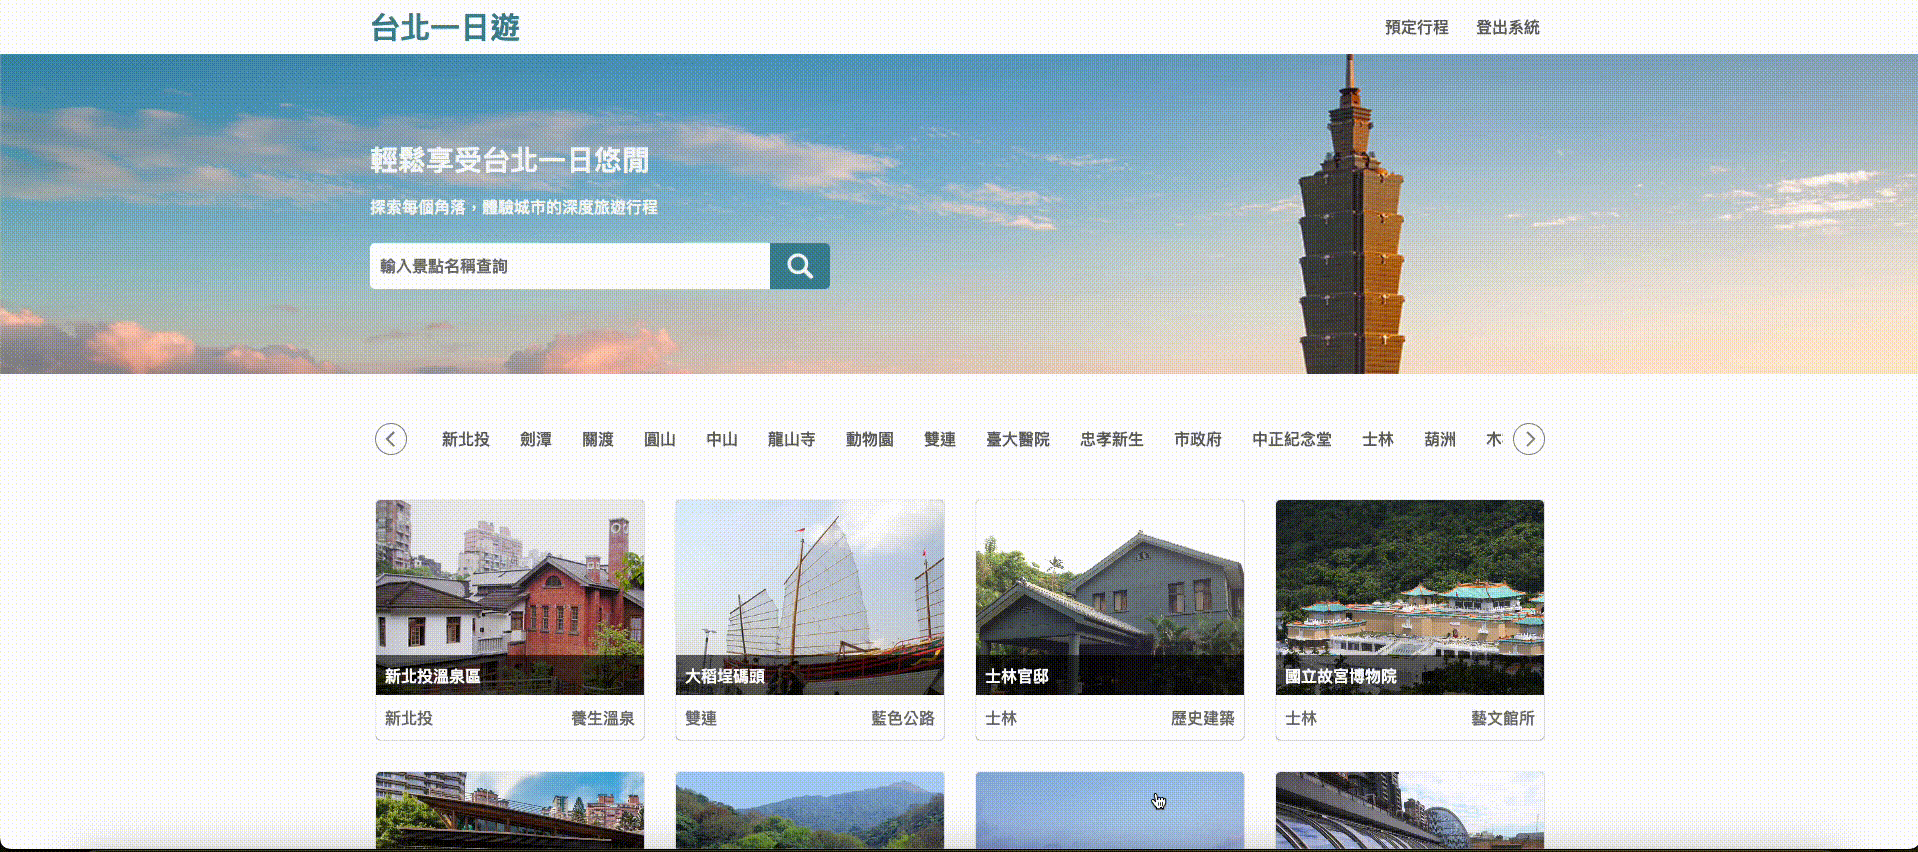 台北一日遊
預定行程 登出系統
輕鬆享受台北一日悠閒
探索每個角落，體驗城市的深度旅遊行程
輸入景點名稱查詢
新北投 劍潭 關渡 圓山 中山 龍山寺 動物園 雙連 臺大醫院 忠孝新生 市政府 中正紀念堂 士林 葫洲 木
新北投溫泉區
新北投 養生溫泉
大稻埕碼頭
雙連 藍色公路
士林官邸
士林 歷史建築
國立故宮博物院
士林 藝文館所